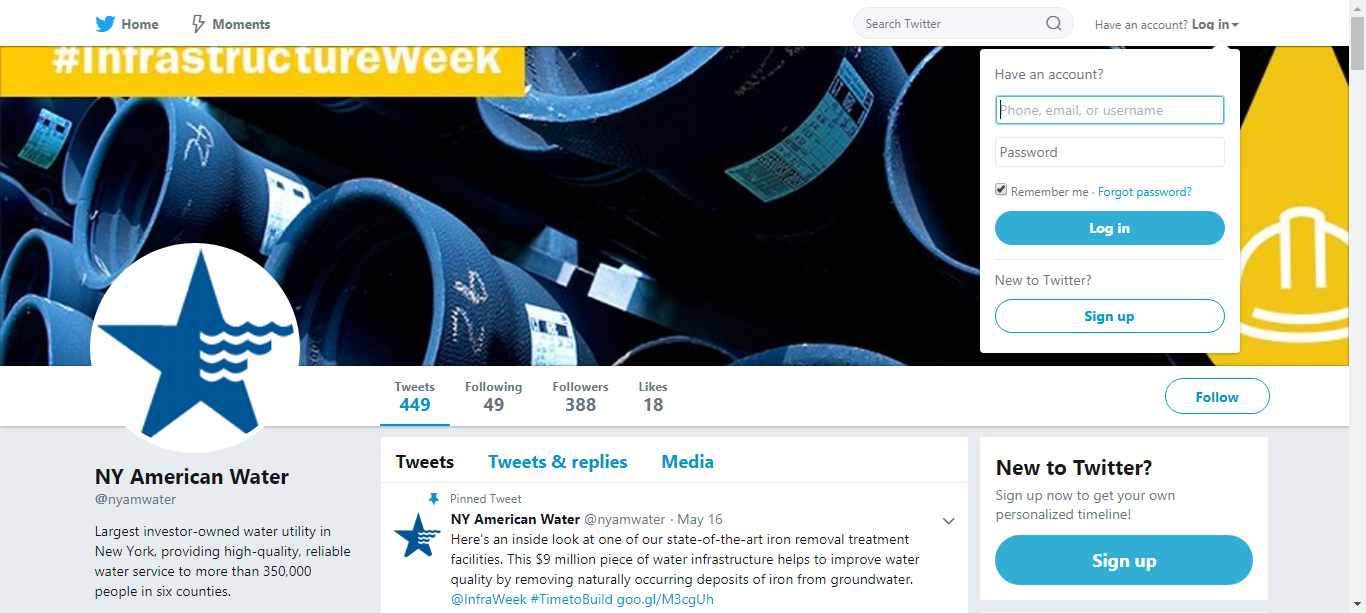 Home
Moments
Search Twitter
Have an account? Log in
#InfrastructureWeek
Have an account?
Phone, email, or username
Password
Remember me · Forgot password?
Log in
New to Twitter?
Sign up
Tweets
449
Following
49
Followers
388
Likes
18
Follow
NY American Water
@nyamwater
Largest investor-owned water utility in
New York, providing high-quality, reliable
water service to more than 350,000
people in six counties.
Tweets
Tweets & replies
Media
Pinned Tweet
NY American Water @nyamwater · May 16
Here's an inside look at one of our state-of-the-art iron removal treatment
facilities. This $9 million piece of water infrastructure helps to improve water
quality by removing naturally occurring deposits of iron from groundwater.
@InfraWeek #TimetoBuild goo.gl/M3cgUh
New to Twitter?
Sign up now to get your own
personalized timeline!
Sign up